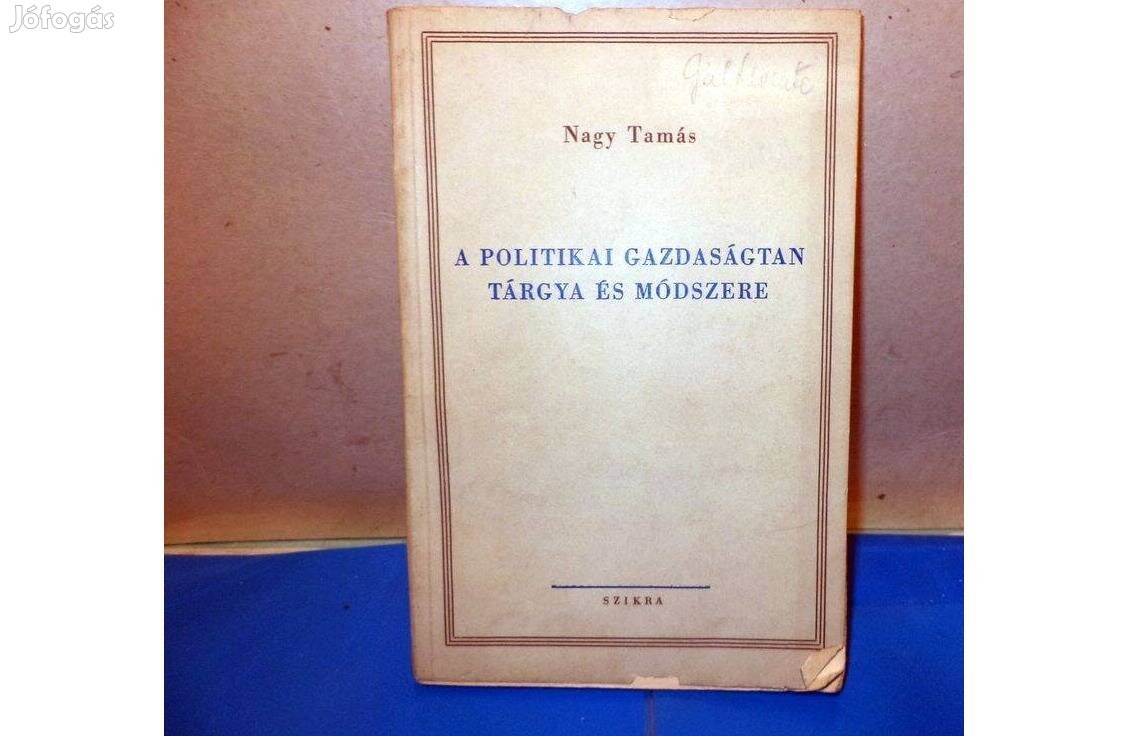 Jófogás
Nagy Tamás
A POLITIKAI GAZDASÁGTAN
TÁRGYA ÉS MÓDSZERE
SZIKRA